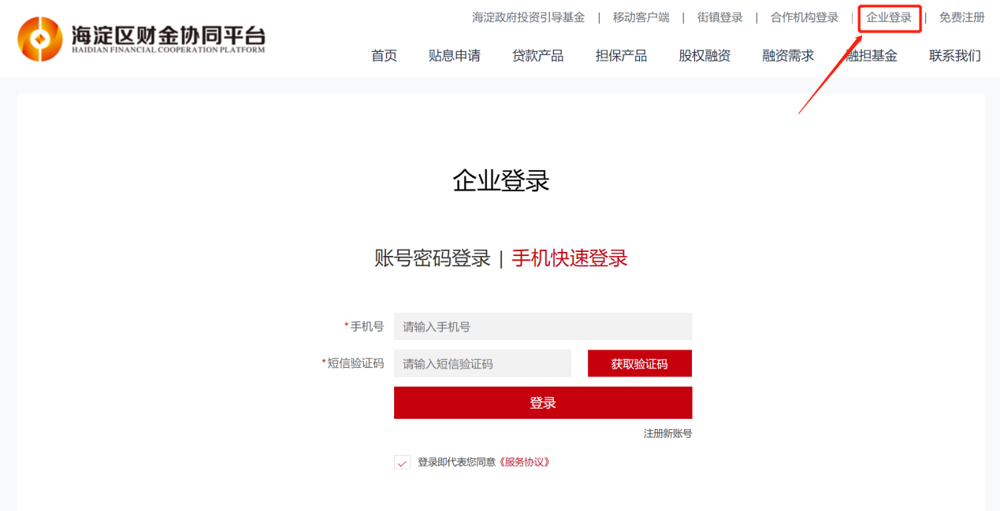 海淀政府投资引导基金 | 移动客户端 | 街镇登录 | 合作机构登录 | 企业登录 | 免费注册
海淀区财金协同平台
HAIDIAN FINANCIAL COOPERATION PLATFORM
首页 贴息申请 贷款产品 担保产品 股权融资 融资需求 融担基金 联系我们
企业登录
账号密码登录 | 手机快速登录
*手机号 请输入手机号
*短信验证码 请输入短信验证码 获取验证码
登录
注册新账号
登录即代表您同意《服务协议》